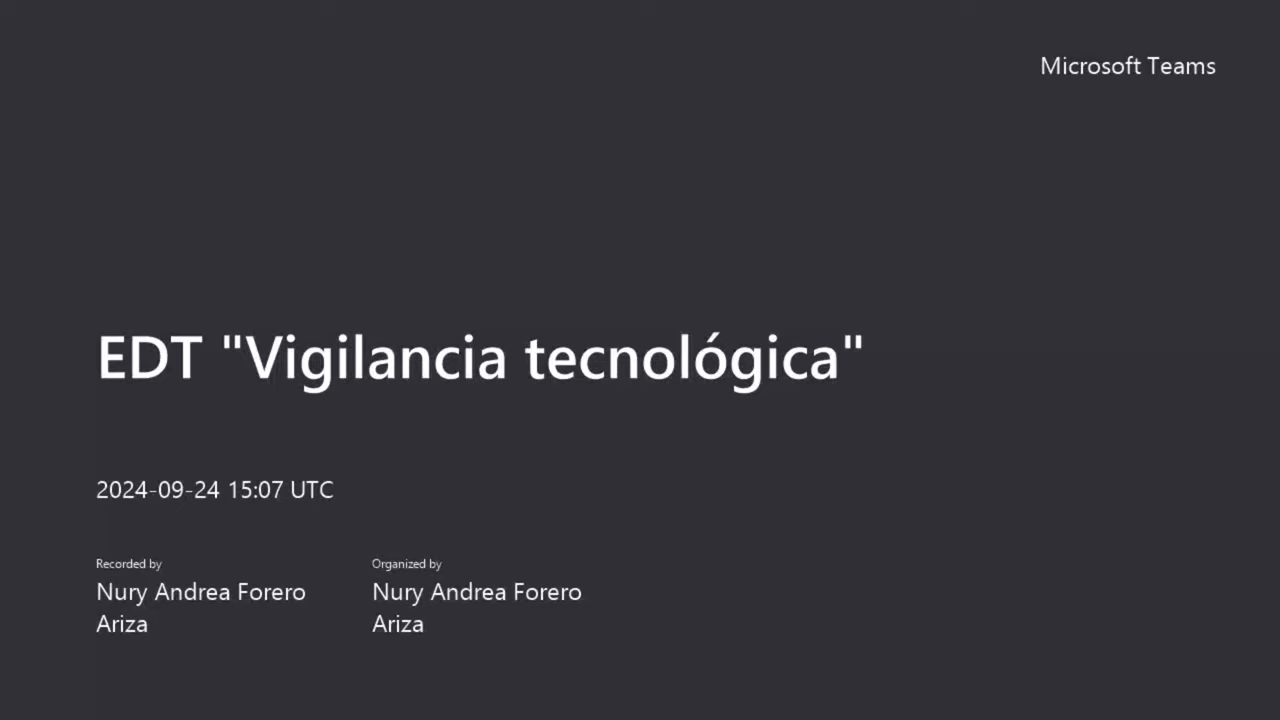 Microsoft Teams
EDT "Vigilancia tecnológica"
2024-09-24 15:07 UTC
Recorded by
Nury Andrea Forero
Ariza
Organized by
Nury Andrea Forero
Ariza